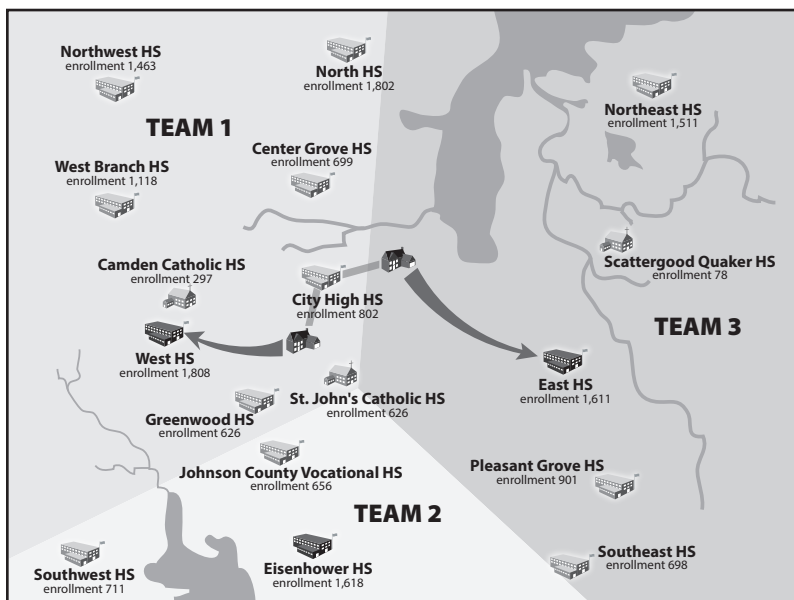 Northwest HS
enrollment 1,463
North HS
enrollment 1,802
Northeast HS
enrollment 1,511
TEAM 1
Center Grove HS
enrollment 699
West Branch HS
enrollment 1,118
Camden Catholic HS
enrollment 297
City High HS
enrollment 802
Scattergood Quaker HS
enrollment 78
TEAM 3
West HS
enrollment 1,808
East HS
enrollment 1,611
St. John's Catholic HS
enrollment 626
Greenwood HS
enrollment 626
Johnson County Vocational HS
enrollment 656
Pleasant Grove HS
enrollment 901
TEAM 2
Southwest HS
enrollment 711
Eisenhower HS
enrollment 1,618
Southeast HS
enrollment 698